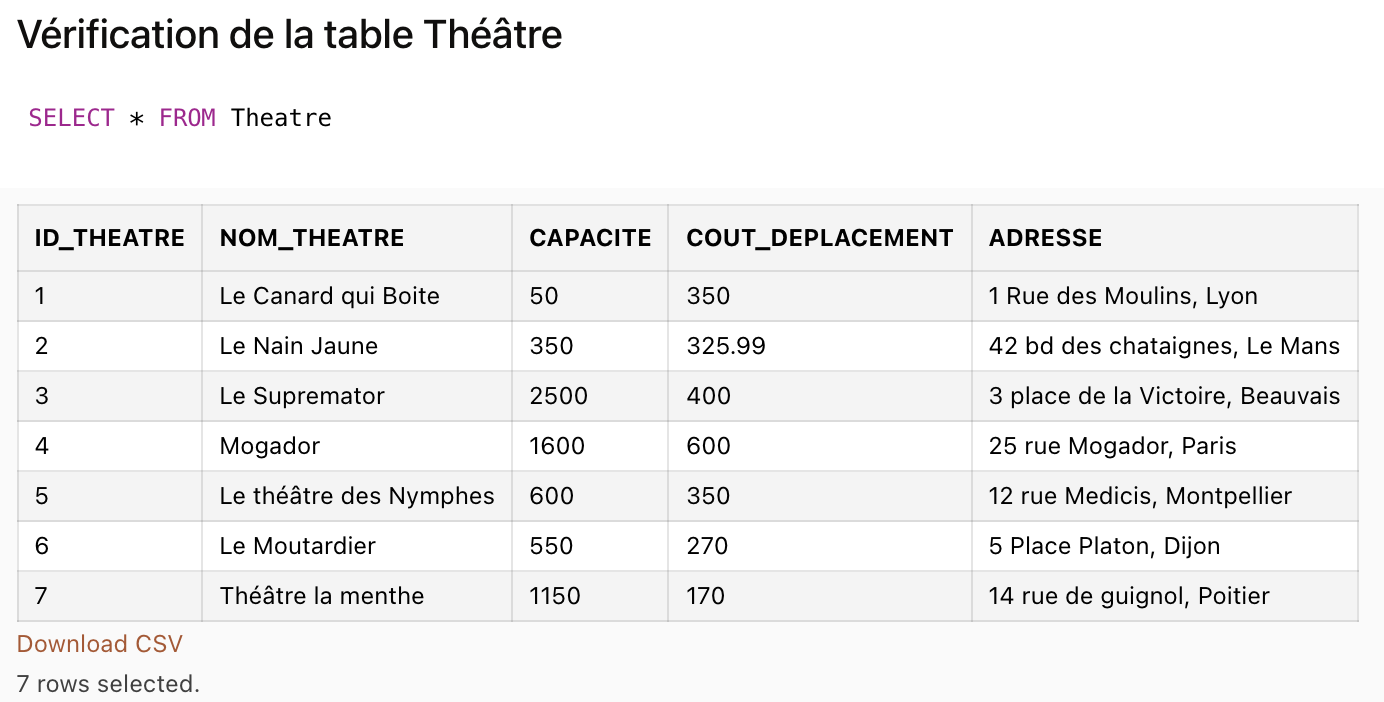 Vérification de la table Théâtre
SELECT * FROM Theatre
ID_THEATRE NOM_THEATRE CAPACITE COUT_DEPLACEMENT ADRESSE
1 Le Canard qui Boite 50 350 1 Rue des Moulins, Lyon
2 Le Nain Jaune 350 325.99 42 bd des chataignes, Le Mans
3 Le Supremator 2500 400 3 place de la Victoire, Beauvais
4 Mogador 1600 600 25 rue Mogador, Paris
5 Le théâtre des Nymphes 600 350 12 rue Medicis, Montpellier
6 Le Moutardier 550 270 5 Place Platon, Dijon
7 Théâtre la menthe 1150 170 14 rue de guignol, Poitier
Download CSV
7 rows selected.